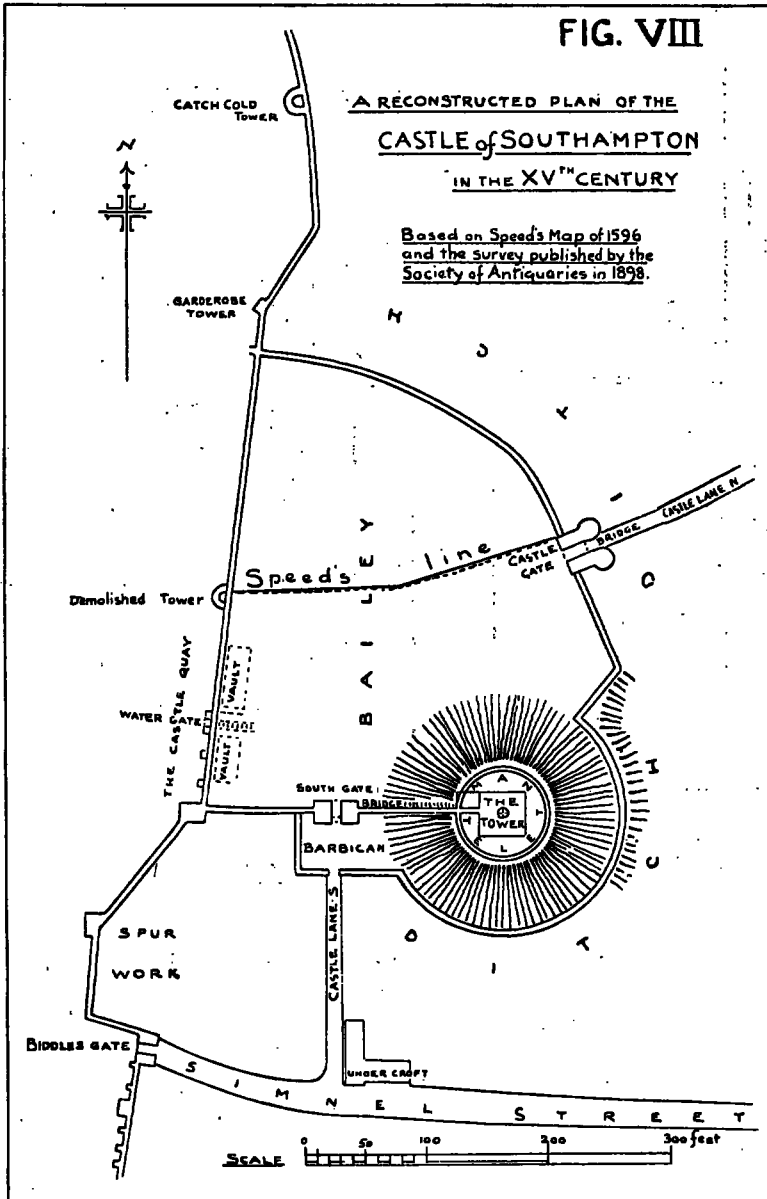 FIG. VIII
A RECONSTRUCTED PLAN OF THE
CASTLE of SOUTHAMPTON
IN THE XVTH CENTURY
Based on Speed's Map of 1596
and the survey published by the
Society of Antiquaries in 1898.
CATCH COLD
TOWER
N
GARDEROBE
TOWER
CASTLE LANE N
BRIDGE
CASTLE
GATE
Speed's line
Demolished Tower
BAILEY
THE CASTLE QUAY
VAULT
WATER GATE
VAULT
SOUTH GATE
BRIDGE
THE
TOWER
BARBICAN
CASTLE LANE S
DITCH
DIT
SPUR
WORK
BIDDLES GATE
UNDER CROFT
SIMNEL STREET
0 50 100 200 300 feet
SCALE